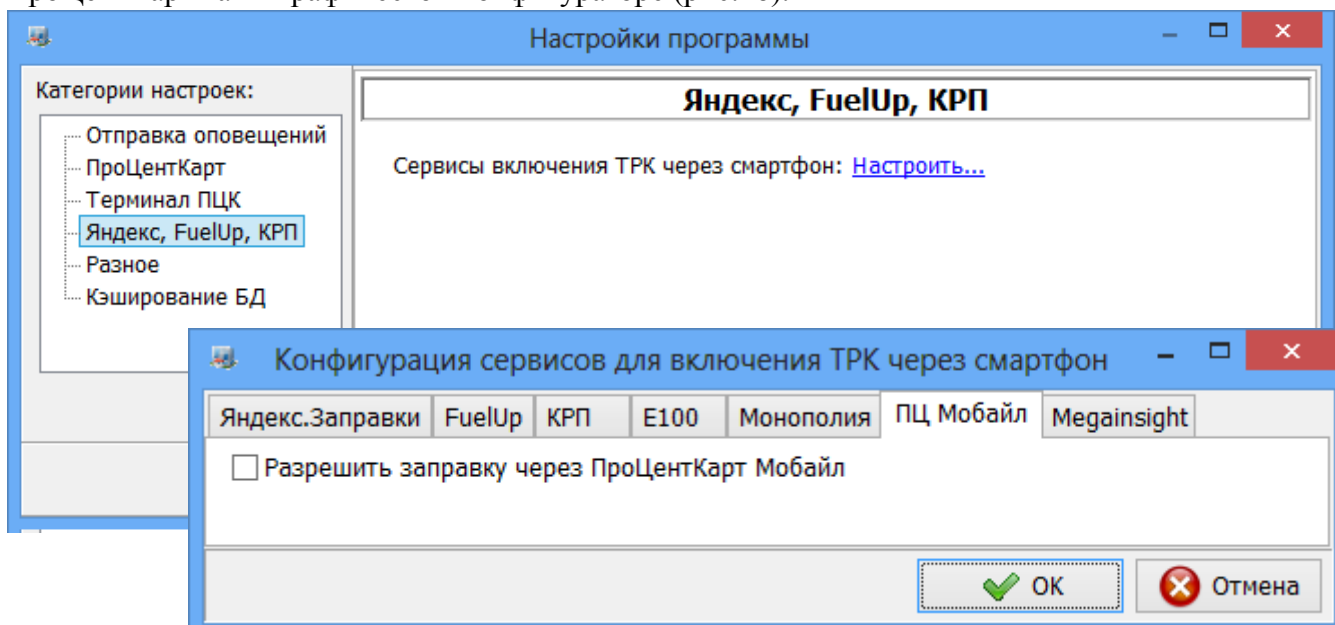 Настройки программы
Категории настроек:
Отправка оповещений
ПроЦентКарт
Терминал ПЦК
Яндекс, FuelUp, КРП
Разное
Кэширование БД
Яндекс, FuelUp, КРП
Сервисы включения ТРК через смартфон: Настроить...
Конфигурация сервисов для включения ТРК через смартфон
Яндекс.Заправки FuelUp КРП E100 Монополия ПЦ Мобайл Megainsight
Разрешить заправку через ПроЦентКарт Мобайл
OK Отмена